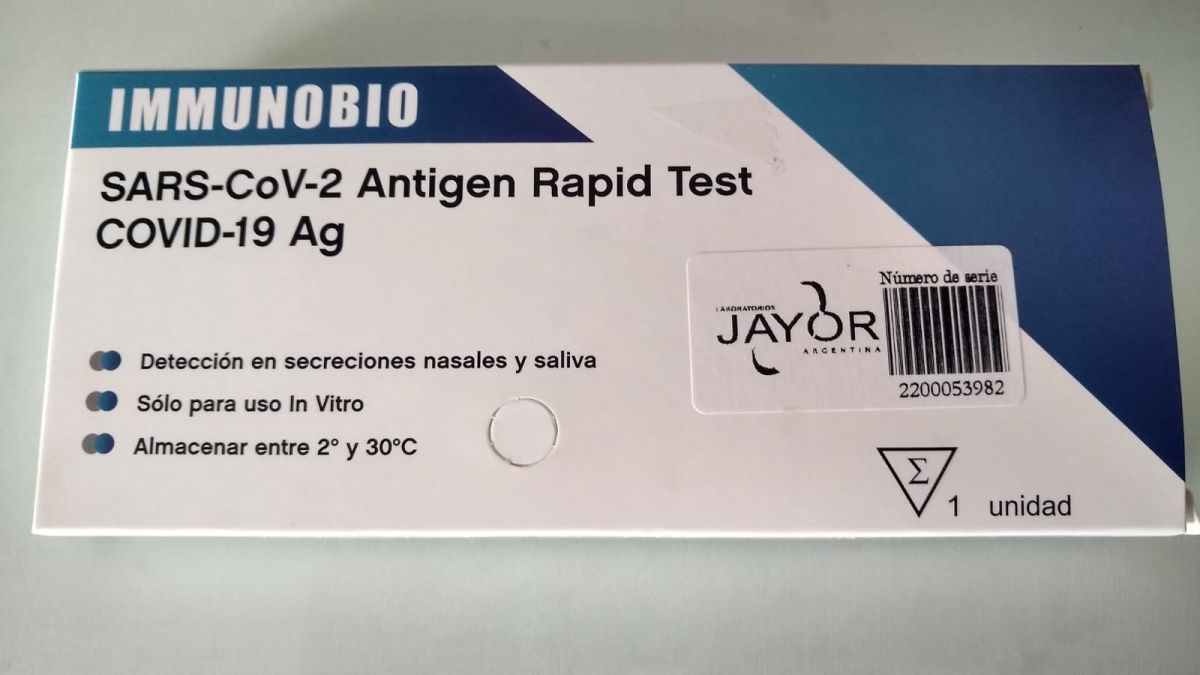 IMMUNOBIO
SARS-CoV-2 Antigen Rapid Test
COVID-19 Ag
Número de serie
LABORATORIOS
JAYOR
ARGENTINA
2200053982
Detección en secreciones nasales y saliva
Sólo para uso In Vitro
Almacenar entre 2° y 30°C
Σ
1 unidad